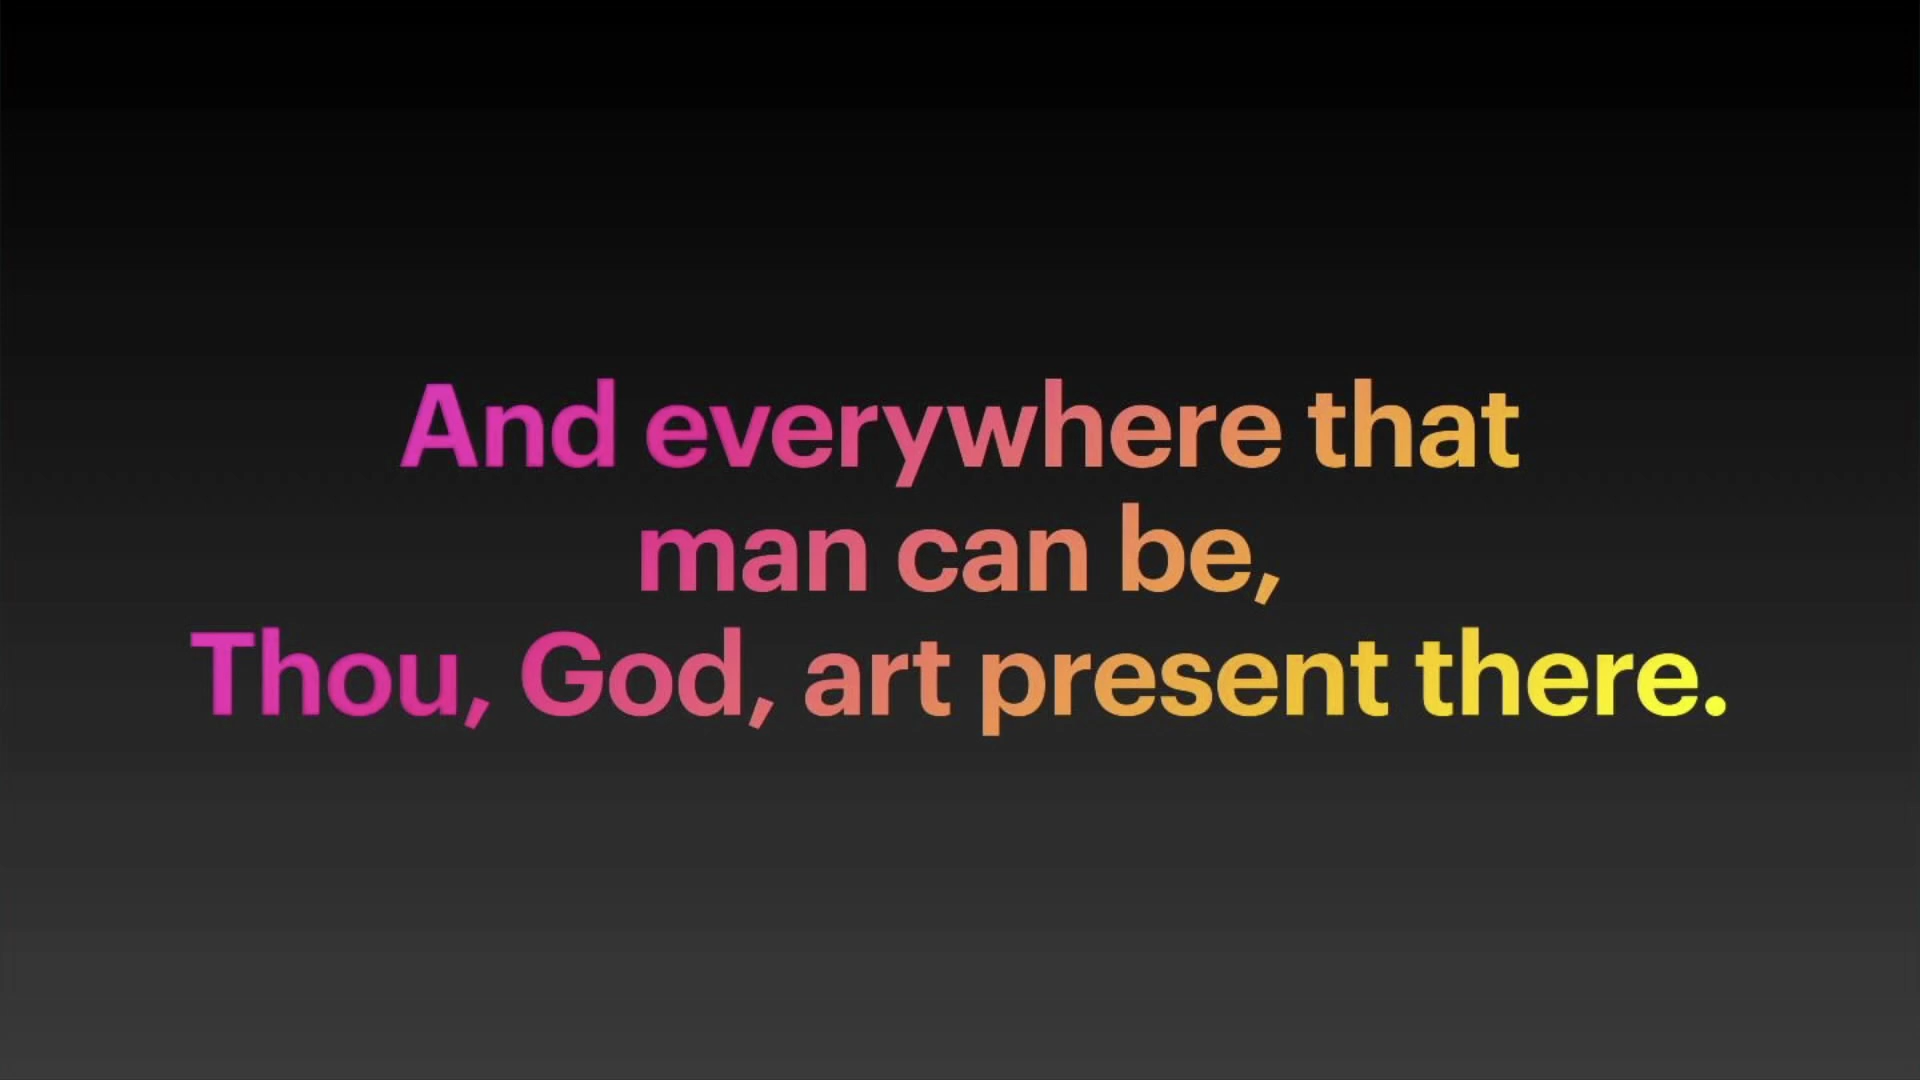 And everywhere that
man can be,
Thou, God, art present there.